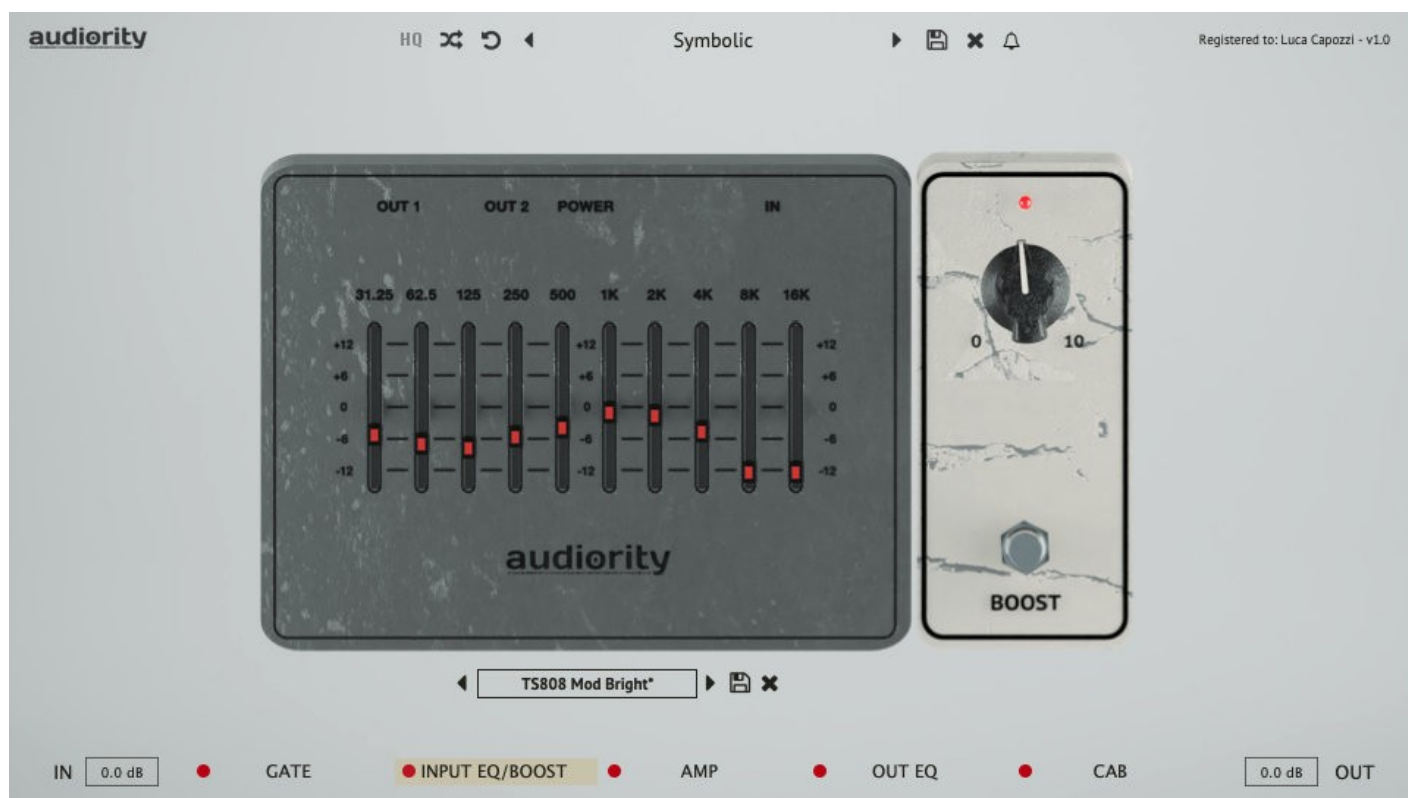 audiority
HQ
Symbolic
Registered to: Luca Capozzi - v1.0
OUT 1 OUT 2 POWER IN
31.25 62.5 125 250 500 1K 2K 4K 8K 16K
+12 +12 +12
+6 +6 +6
0 0 0
-6 -6 -6
-12 -12 -12
audiority
0 10
BOOST
TS808 Mod Bright*
IN 0.0 dB GATE INPUT EQ/BOOST AMP OUT EQ CAB 0.0 dB OUT